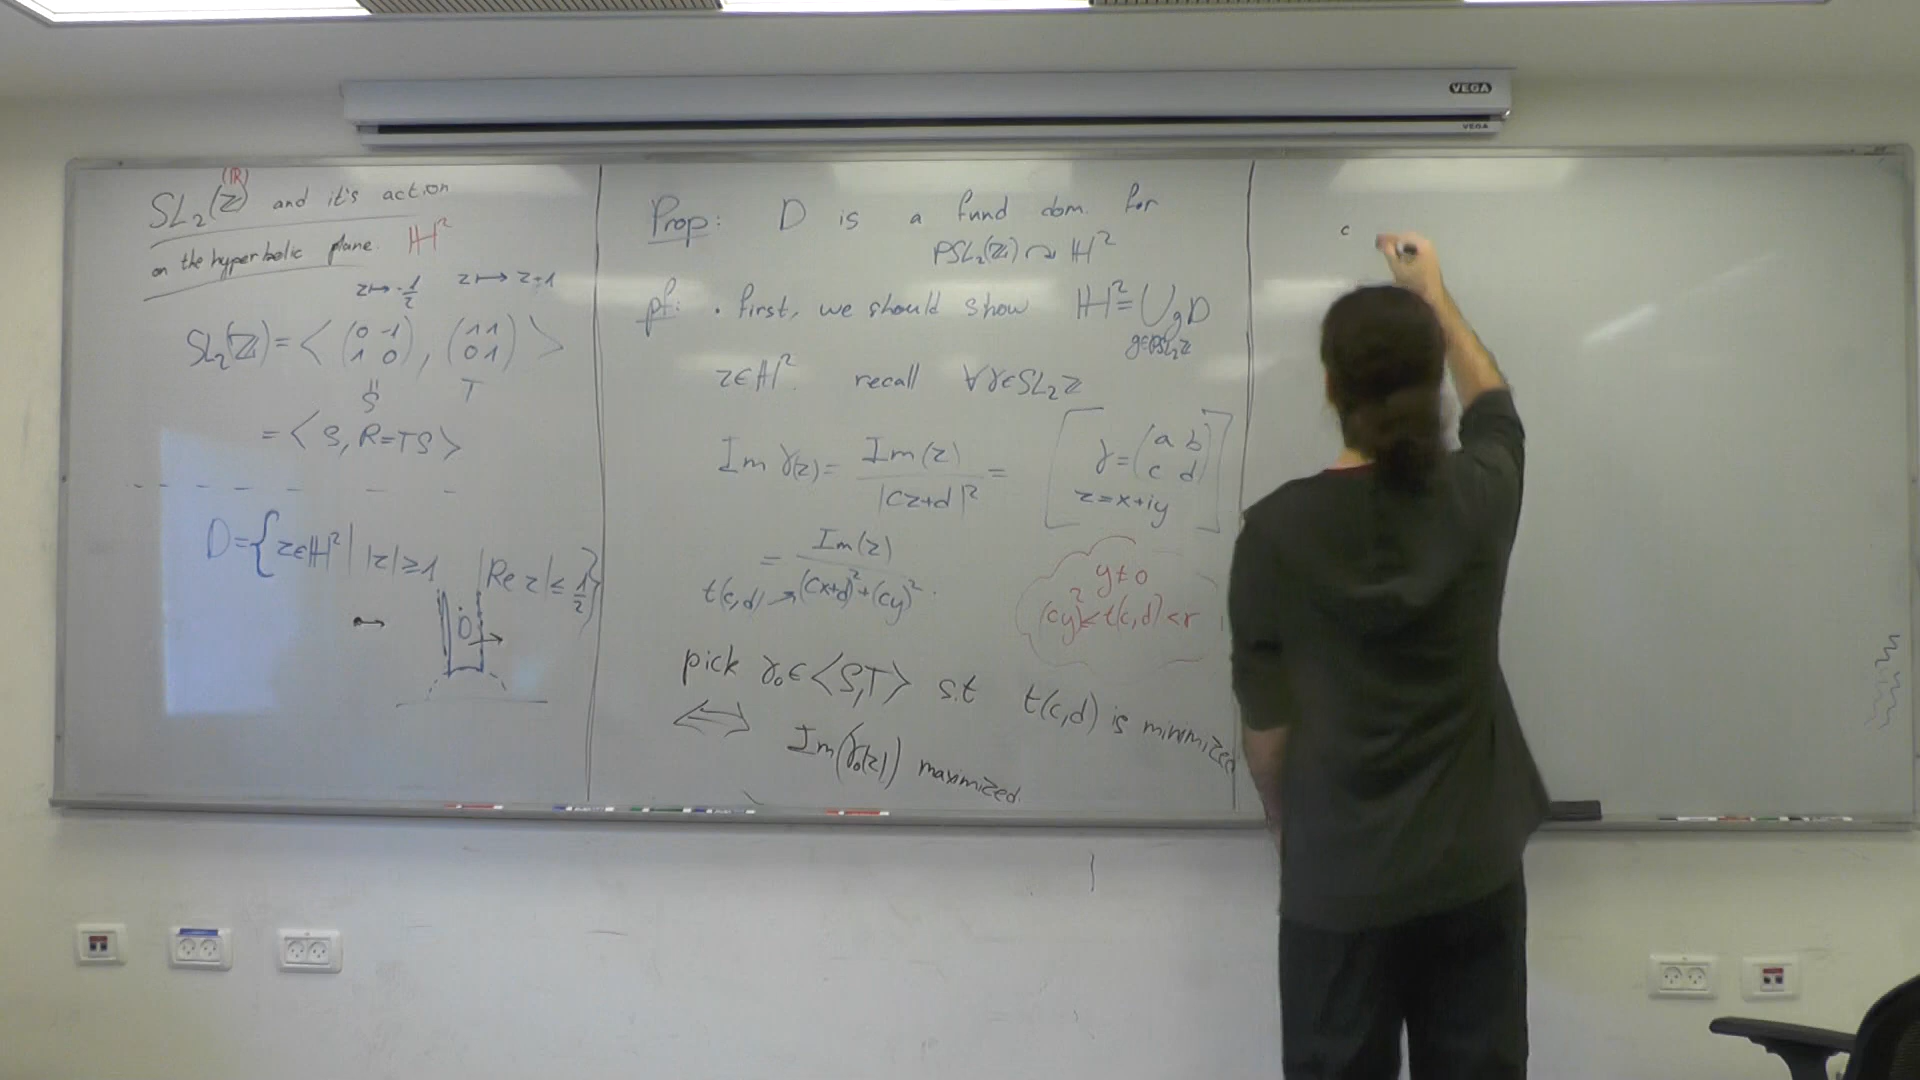 VEGA
VEGA
(R)
SL₂(Z) and it's action
on the hyperbolic plane. H²
z↦-1/z z↦z+1
SL₂(Z)=⟨(0 -1
1 0), (1 1
0 1)⟩
"
S T
=⟨S, R=TS⟩
D={z∈H² | |z|≥1 |Re z|≤1/2}
D
Prop: D is a fund dom. for
PSL₂(Z)↷H²
pf: • First, we should show H²=⋃gD
g∈PSL₂Z
z∈H². recall ∀γ∈SL₂Z
Im γ(z)= Im(z)/|cz+d|² = [γ=(a b
c d)
z=x+iy]
= Im(z)/(cx+d)²+(cy)².
t(c,d)↗
y≠0
(cy)²<t(c,d)<r
pick γ₀∈⟨S,T⟩ s.t t(c,d) is minimized
⟺ Im(γ₀(z)) maximized.
c